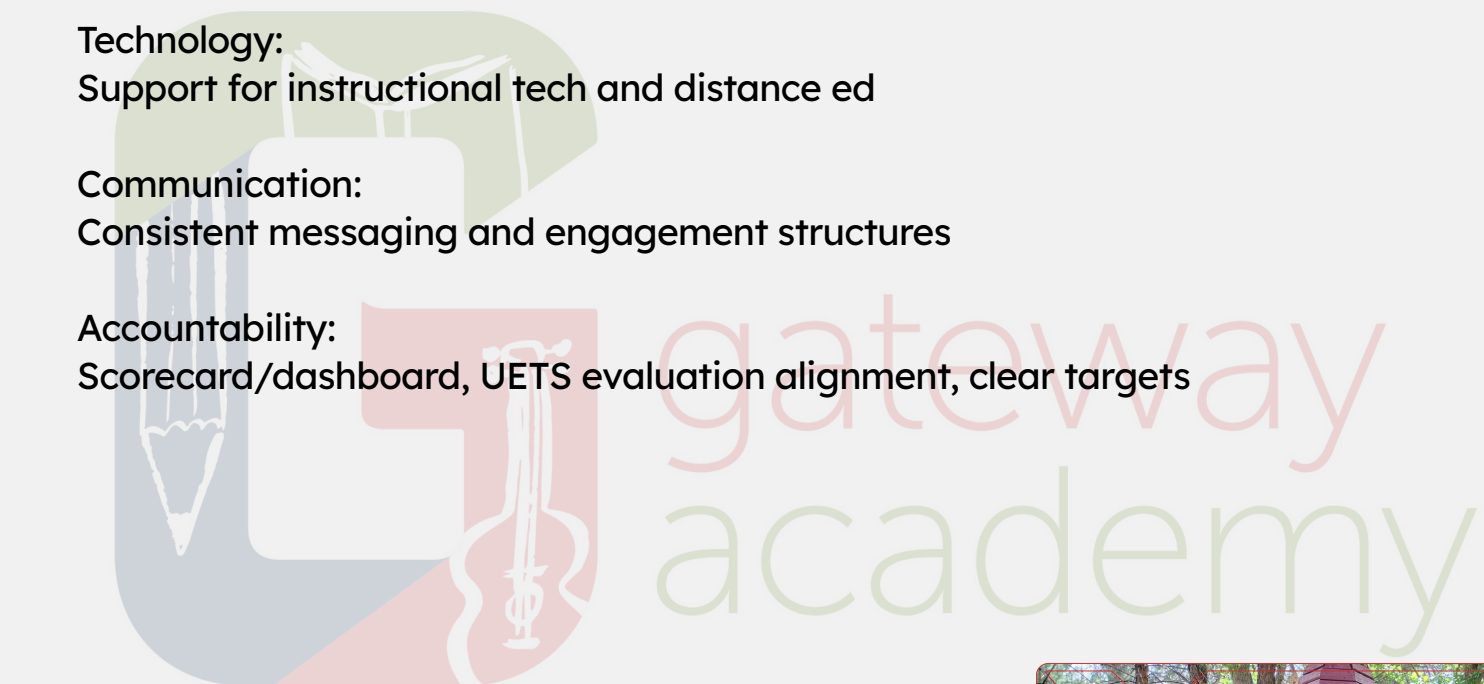 Technology:
Support for instructional tech and distance ed
Communication:
Consistent messaging and engagement structures
Accountability:
Scorecard/dashboard, UETS evaluation alignment, clear targets
gateway
academy